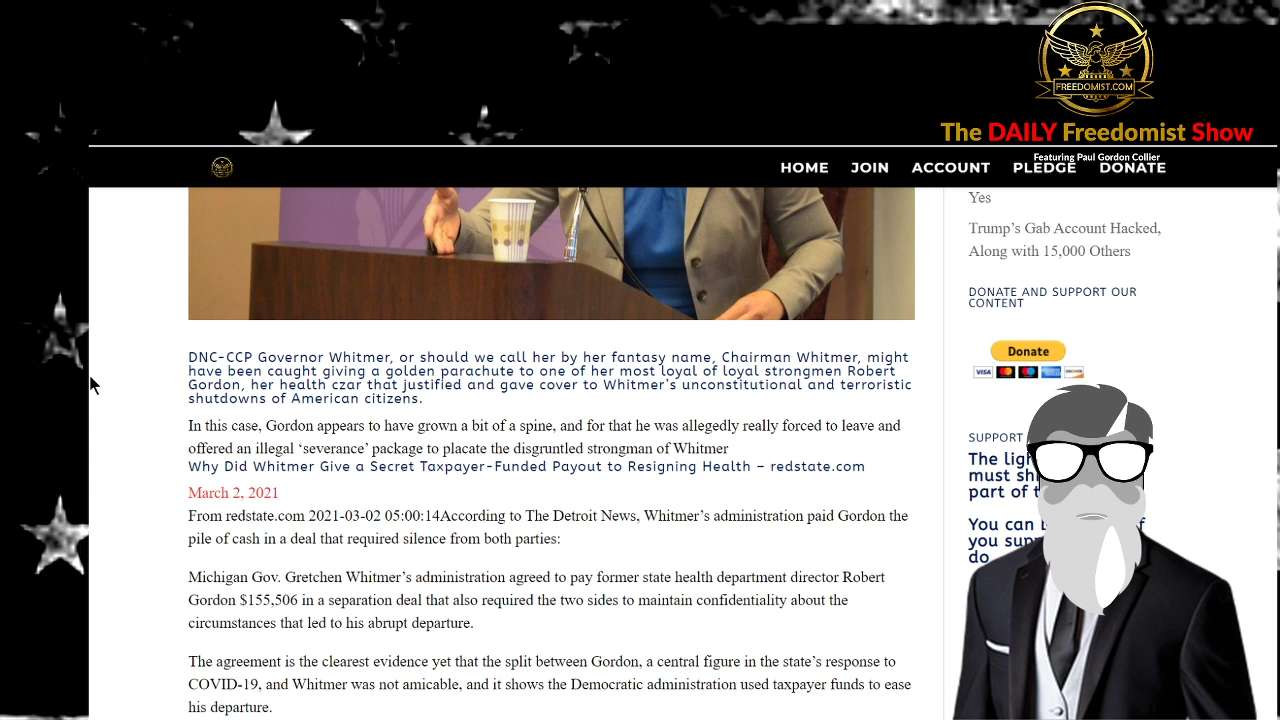 FREEDOMIST.COM
The DAILY Freedomist Show
Featuring Paul Gordon Collier
HOME JOIN ACCOUNT PLEDGE DONATE
Yes
Trump's Gab Account Hacked,
Along with 15,000 Others
DONATE AND SUPPORT OUR
CONTENT
Donate
VISA
DISCOVER
DNC-CCP Governor Whitmer, or should we call her by her fantasy name, Chairman Whitmer, might
have been caught giving a golden parachute to one of her most loyal of loyal strongmen Robert
Gordon, her health czar that justified and gave cover to Whitmer's unconstitutional and terroristic
shutdowns of American citizens.
In this case, Gordon appears to have grown a bit of a spine, and for that he was allegedly really forced to leave and
offered an illegal ‘severance’ package to placate the disgruntled strongman of Whitmer
Why Did Whitmer Give a Secret Taxpayer-Funded Payout to Resigning Health – redstate.com
March 2, 2021
From redstate.com 2021-03-02 05:00:14According to The Detroit News, Whitmer’s administration paid Gordon the
pile of cash in a deal that required silence from both parties:
Michigan Gov. Gretchen Whitmer’s administration agreed to pay former state health department director Robert
Gordon $155,506 in a separation deal that also required the two sides to maintain confidentiality about the
circumstances that led to his abrupt departure.
The agreement is the clearest evidence yet that the split between Gordon, a central figure in the state’s response to
COVID-19, and Whitmer was not amicable, and it shows the Democratic administration used taxpayer funds to ease
his departure.
SUPPORT
The
must
part of
You can
you
do